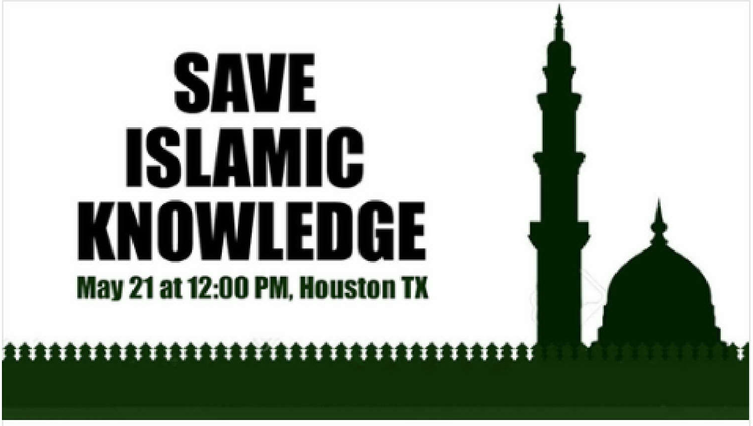 SAVE
ISLAMIC
KNOWLEDGE
May 21 at 12:00 PM, Houston TX